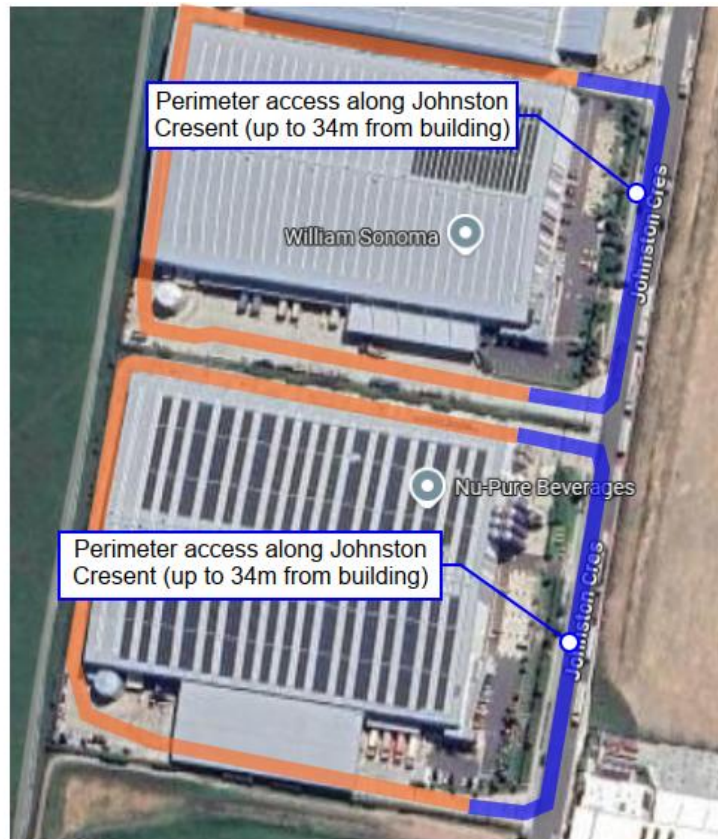 Perimeter access along Johnston
Cresent (up to 34m from building)
William Sonoma
Johnston Cres
Nu-Pure Beverages
Perimeter access along Johnston
Cresent (up to 34m from building)
Johnston Cres